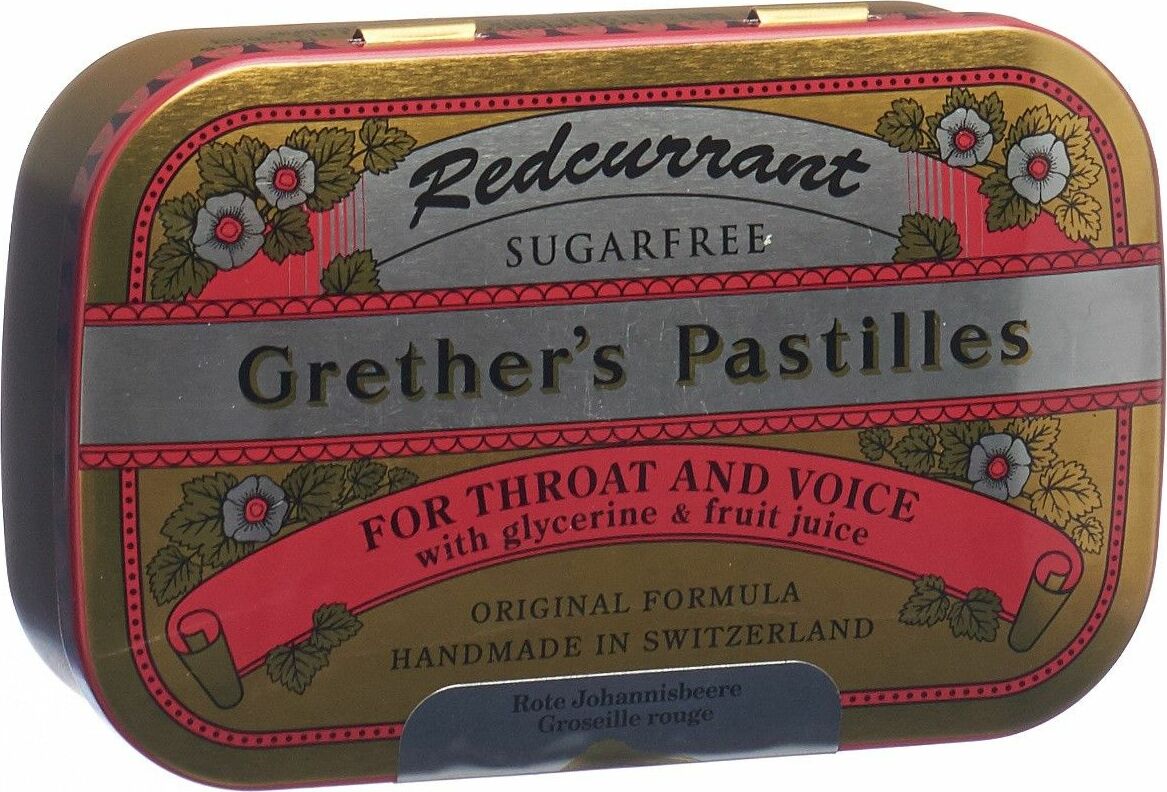 Redcurrant
SUGARFREE
Grether's Pastilles
FOR THROAT AND VOICE
with glycerine & fruit juice
ORIGINAL FORMULA
HANDMADE IN SWITZERLAND
Rote Johannisbeere
Groseille rouge